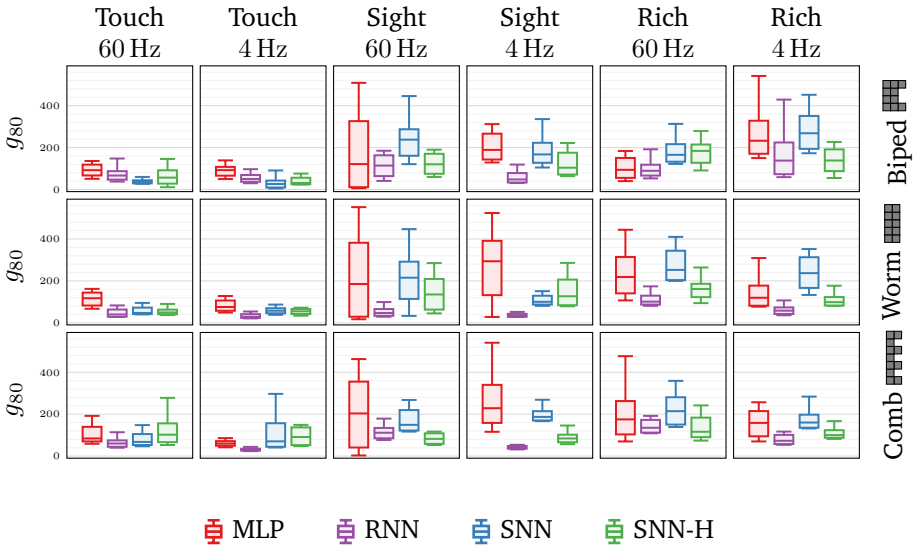 Touch Touch Sight Sight Rich Rich
60 Hz 4 Hz 60 Hz 4 Hz 60 Hz 4 Hz
g80
400
200
0
Biped
g80
400
200
0
Worm
g80
400
200
0
Comb
MLP RNN SNN SNN-H